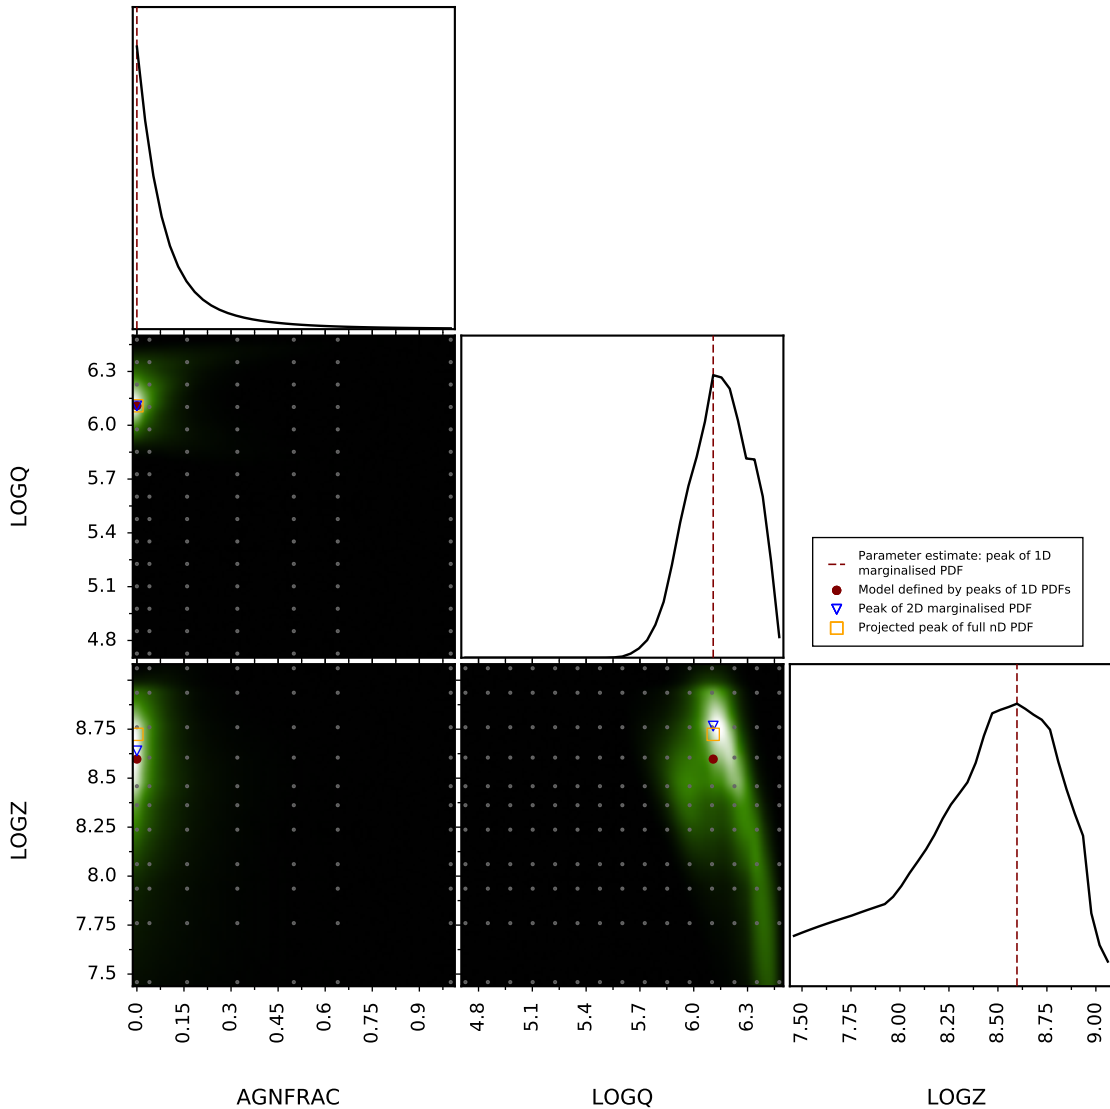 LOGQ
6.3
6.0
5.7
5.4
5.1
4.8
Parameter estimate: peak of 1D
marginalised PDF
Model defined by peaks of 1D PDFs
Peak of 2D marginalised PDF
Projected peak of full nD PDF
LOGZ
8.75
8.5
8.25
8.0
7.75
7.5
0.0 0.15 0.3 0.45 0.6 0.75 0.9
4.8 5.1 5.4 5.7 6.0 6.3
7.50 7.75 8.00 8.25 8.50 8.75 9.00
AGNFRAC
LOGQ
LOGZ